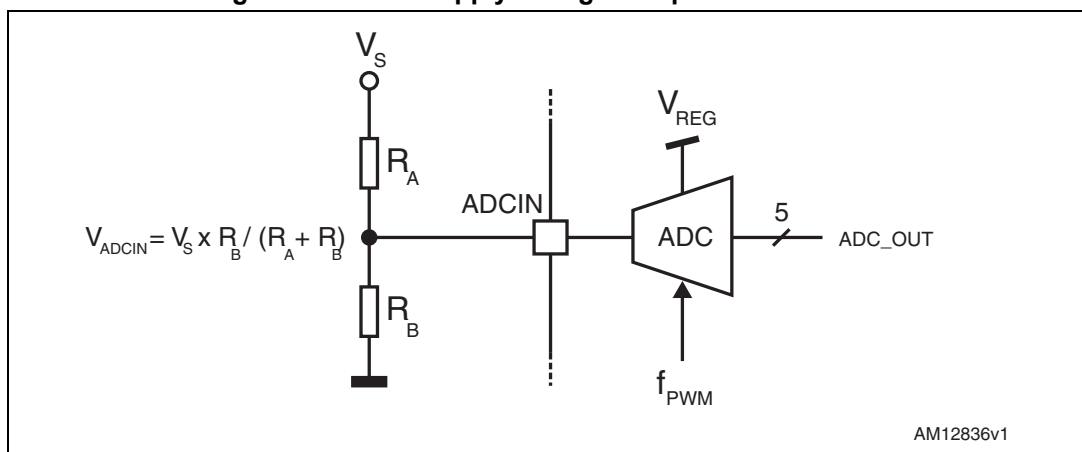 V_S
R_A
V_REG
ADCIN
5
V_ADCIN = V_S x R_B / (R_A + R_B)
ADC
ADC_OUT
R_B
f_PWM
AM12836v1